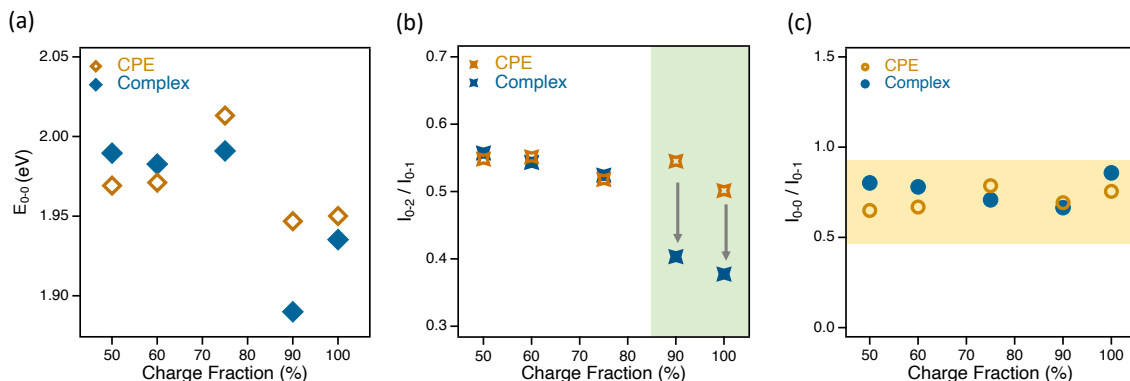 (a)
2.05
2.00
1.95
1.90
E0-0 (eV)
CPE
Complex
50 60 70 80 90 100
Charge Fraction (%)
(b)
0.7
0.6
0.5
0.4
0.3
I0-2 / I0-1
CPE
Complex
50 60 70 80 90 100
Charge Fraction (%)
(c)
1.5
1.0
0.5
0.0
I0-0 / I0-1
CPE
Complex
50 60 70 80 90 100
Charge Fraction (%)